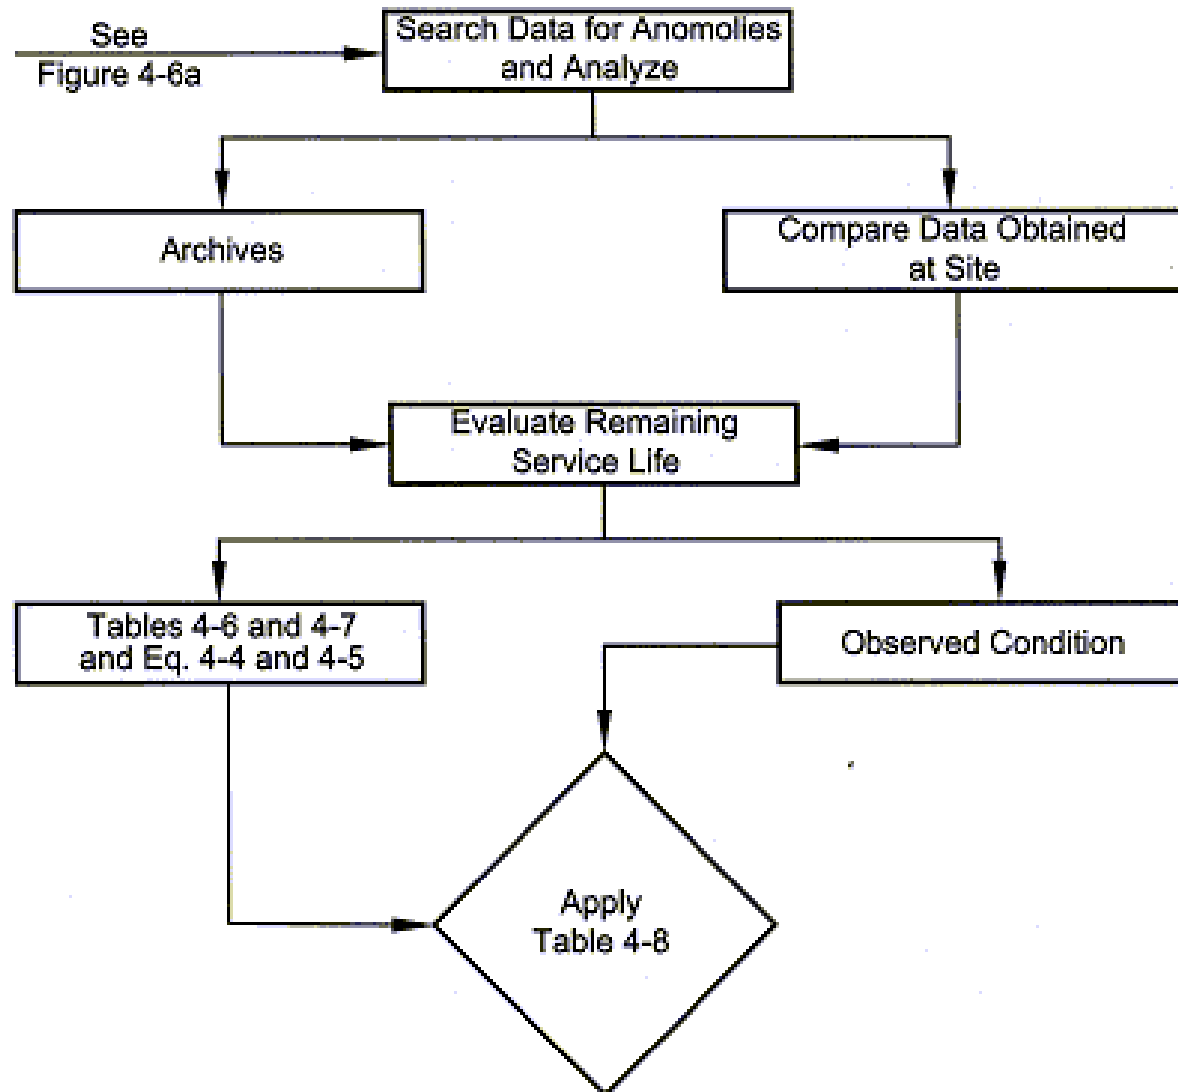 See
Figure 4-6a
Search Data for Anomolies
and Analyze
Archives
Compare Data Obtained
at Site
Evaluate Remaining
Service Life
Tables 4-6 and 4-7
and Eq. 4-4 and 4-5
Observed Condition
Apply
Table 4-8